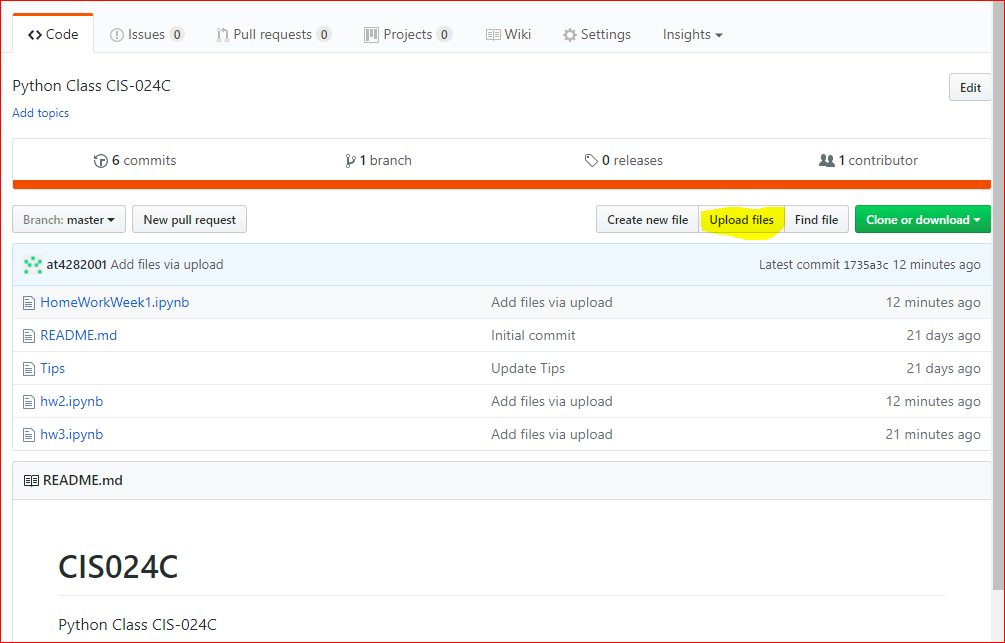 Code Issues 0 Pull requests 0 Projects 0 Wiki Settings Insights
Python Class CIS-024C Edit
Add topics
6 commits 1 branch 0 releases 1 contributor
Branch: master New pull request Create new file Upload files Find file Clone or download
at4282001 Add files via upload Latest commit 1735a3c 12 minutes ago
HomeWorkWeek1.ipynb Add files via upload 12 minutes ago
README.md Initial commit 21 days ago
Tips Update Tips 21 days ago
hw2.ipynb Add files via upload 12 minutes ago
hw3.ipynb Add files via upload 21 minutes ago
README.md
CIS024C
Python Class CIS-024C